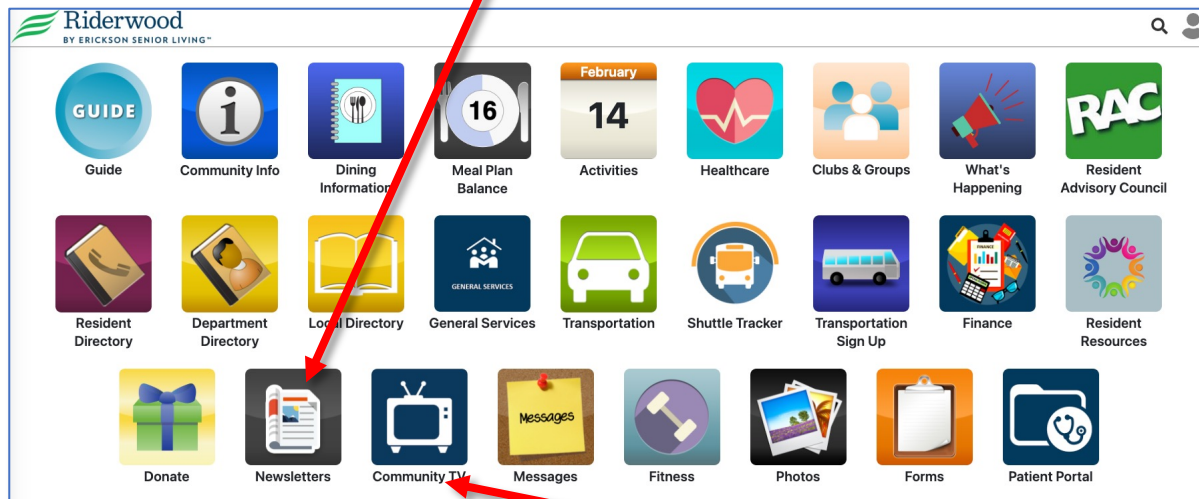 Riderwood
BY ERICKSON SENIOR LIVING™
GUIDE
Guide
i
Community Info
Dining
Information
16
Meal Plan
Balance
February
14
Activities
Healthcare
Clubs & Groups
What's
Happening
RAC
Resident
Advisory Council
Resident
Directory
Department
Directory
Local Directory
GENERAL SERVICES
General Services
Transportation
Shuttle Tracker
Transportation
Sign Up
FINANCE
Finance
Resident
Resources
Donate
Newsletters
Community TV
Messages
Messages
Fitness
Photos
Forms
Patient Portal